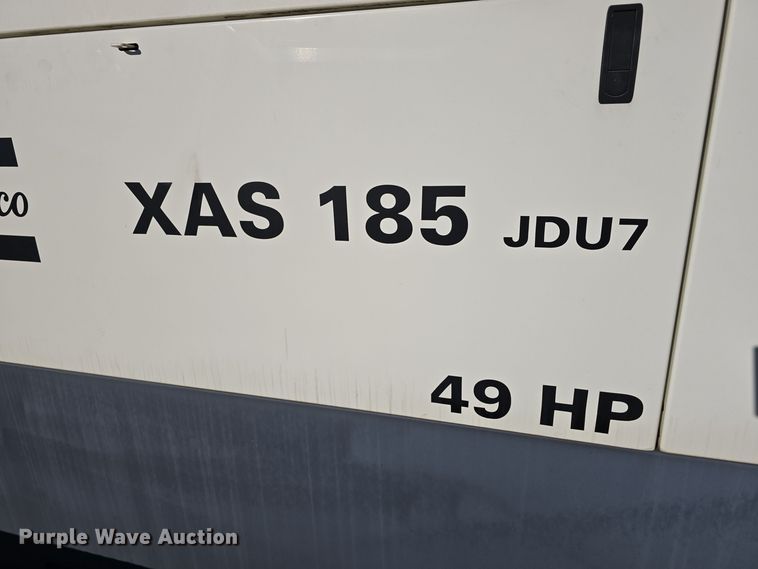 co
XAS 185 JDU7
49 HP
Purple Wave Auction